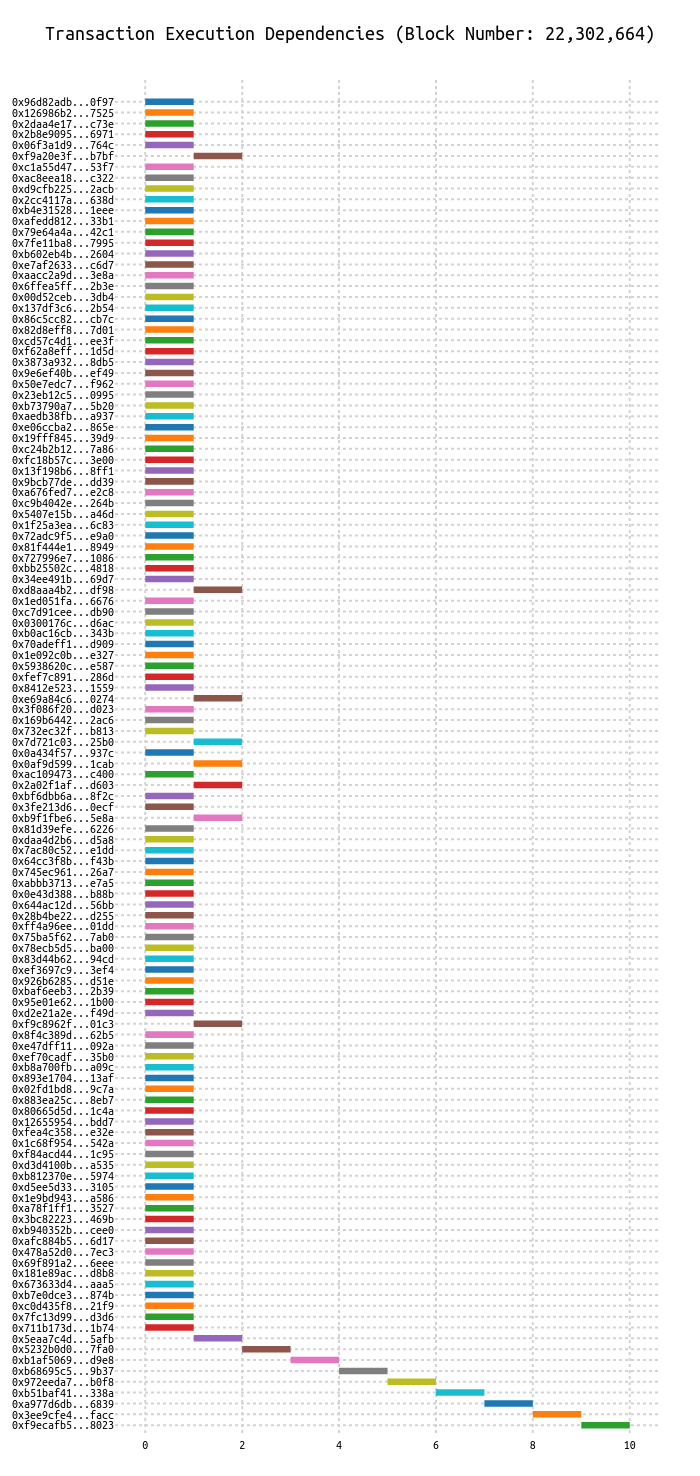 Transaction Execution Dependencies (Block Number: 22,302,664)
0x96d82adb...0f97
0x126986b2...7525
0x2daa4e17...c73e
0x2b8e9095...6971
0x06f3a1d9...764c
0xf9a20e3f...b7bf
0xc1a55d47...53f7
0xac8eea18...c322
0xd9cfb225...2acb
0x2cc4117a...638d
0xb4e31528...1eee
0xafedd812...33b1
0x79e64a4a...42c1
0x7fe11ba8...7995
0xb602eb4b...2604
0xe7af2633...c6d7
0xaacc2a9d...3e8a
0x6ffea5ff...2b3e
0x00d52ceb...3db4
0x137df3c6...2b54
0x86c5cc82...cb7c
0x82d8eff8...7d01
0xcd57c4d1...ee3f
0xf62a8eff...1d5d
0x3873a932...8db5
0x9e6ef40b...ef49
0x50e7edc7...f962
0x23eb12c5...0995
0xb73790a7...5b20
0xaedb38fb...a937
0xe06ccba2...865e
0x19fff845...39d9
0xc24b2b12...7a86
0xfc18b57c...3e00
0x13f198b6...8ff1
0x9bcb77de...dd39
0xa676fed7...e2c8
0xc9b4042e...264b
0x5407e15b...a46d
0x1f25a3ea...6c83
0x72adc9f5...e9a0
0x81f444e1...8949
0x727996e7...1086
0xbb25502c...4818
0x34ee491b...69d7
0xd8aaa4b2...df98
0x1ed051fa...6676
0xc7d91cee...db90
0x0300176c...d6ac
0xb0ac16cb...343b
0x70adeff1...d909
0x1e092c0b...e327
0x5938620c...e587
0xfef7c891...286d
0x8412e523...1559
0xe69a84c6...0274
0x3f086f20...d023
0x169b6442...2ac6
0x732ec32f...b813
0x7d721c03...25b0
0x0a434f57...937c
0x0af9d599...1cab
0xac109473...c400
0x2a02f1af...d603
0xbf6dbb6a...8f2c
0x3fe213d6...0ecf
0xb9f1fbe6...5e8a
0x81d39efe...6226
0xdaa4d2b6...d5a8
0x7ac80c52...e1dd
0x64cc3f8b...f43b
0x745ec961...26a7
0xabbb3713...e7a5
0x0e43d388...b88b
0x644ac12d...56bb
0x28b4be22...d255
0xff4a96ee...01dd
0x75ba5f62...7ab0
0x78ecb5d5...ba00
0x83d44b62...94cd
0xef3697c9...3ef4
0x926b6285...d51e
0xbaf6eeb3...2b39
0x95e01e62...1b00
0xd2e21a2e...f49d
0xf9c8962f...01c3
0x8f4c389d...62b5
0xe47dff11...092a
0xef70cadf...35b0
0xb8a700fb...a09c
0x893e1704...13af
0x02fd1bd8...9c7a
0x883ea25c...8eb7
0x80665d5d...1c4a
0x12655954...bdd7
0xfea4c358...e32e
0x1c68f954...542a
0xf84acd44...1c95
0xd3d4100b...a535
0xb812370e...5974
0xd5ee5d33...3105
0x1e9bd943...a586
0xa78f1ff1...3527
0x3bc82223...469b
0xb940352b...cee0
0xafc884b5...6d17
0x478a52d0...7ec3
0x69f891a2...6eee
0x181e89ac...d8b8
0x673633d4...aaa5
0xb7e0dce3...874b
0xc0d435f8...21f9
0x7fc13d99...d3d6
0x711b173d...1b74
0x5eaa7c4d...5afb
0x5232b0d0...7fa0
0xb1af5069...d9e8
0xb68695c5...9b37
0x972eeda7...b0f8
0xb51baf41...338a
0xa977d6db...6839
0x3ee9cfe4...facc
0xf9ecafb5...8023
0 2 4 6 8 10